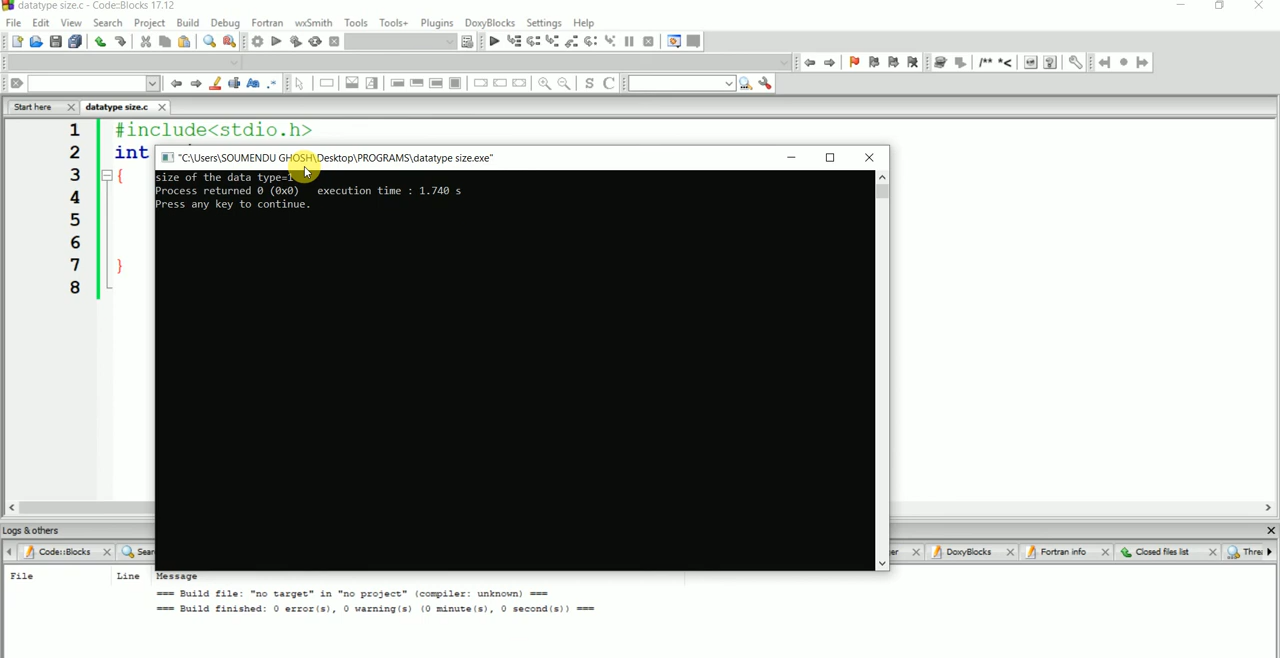 datatype size.c - Code::Blocks 17.12
File Edit View Search Project Build Debug Fortran wxSmith Tools Tools+ Plugins DoxyBlocks Settings Help
/** *<
S C
Start here datatype size.c
1 #include<stdio.h>
2 int
"C:\Users\SOUMENDU GHOSH\Desktop\PROGRAMS\datatype size.exe"
3 {
size of the data type=1
Process returned 0 (0x0) execution time : 1.740 s
4
Press any key to continue.
5
6
7 }
8
Logs & others
Code::Blocks DoxyBlocks Fortran info Closed files list
File Line Message
=== Build file: "no target" in "no project" (compiler: unknown) ===
=== Build finished: 0 error(s), 0 warning(s) (0 minute(s), 0 second(s)) ===